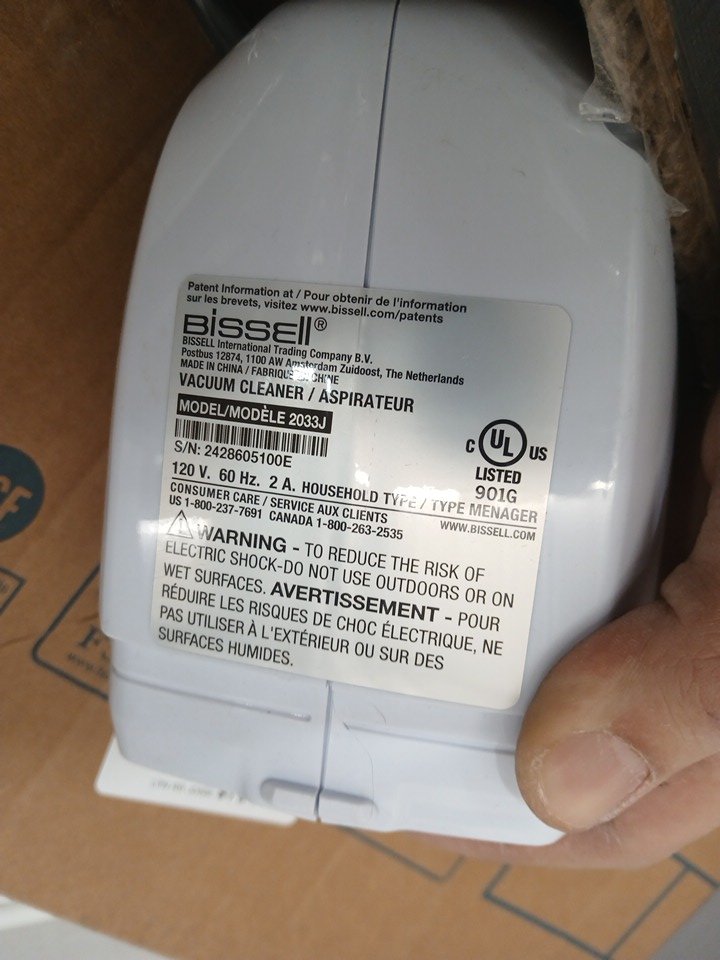 Patent Information at / Pour obtenir de l'information
sur les brevets, visitez www.bissell.com/patents
BISSELL®
BISSELL International Trading Company B.V.
Postbus 12874, 1100 AW Amsterdam Zuidoost, The Netherlands
MADE IN CHINA / FABRIQUÉ EN CHINE
VACUUM CLEANER / ASPIRATEUR
MODEL/MODÈLE 2033J
S/N: 2428605100E
C UL US
LISTED
901G
120 V. 60 Hz. 2 A. HOUSEHOLD TYPE / TYPE MENAGER
CONSUMER CARE / SERVICE AUX CLIENTS
US 1-800-237-7691 CANADA 1-800-263-2535
WWW.BISSELL.COM
WARNING - TO REDUCE THE RISK OF
ELECTRIC SHOCK-DO NOT USE OUTDOORS OR ON
WET SURFACES. AVERTISSEMENT - POUR
RÉDUIRE LES RISQUES DE CHOC ÉLECTRIQUE, NE
PAS UTILISER À L'EXTÉRIEUR OU SUR DES
SURFACES HUMIDES.